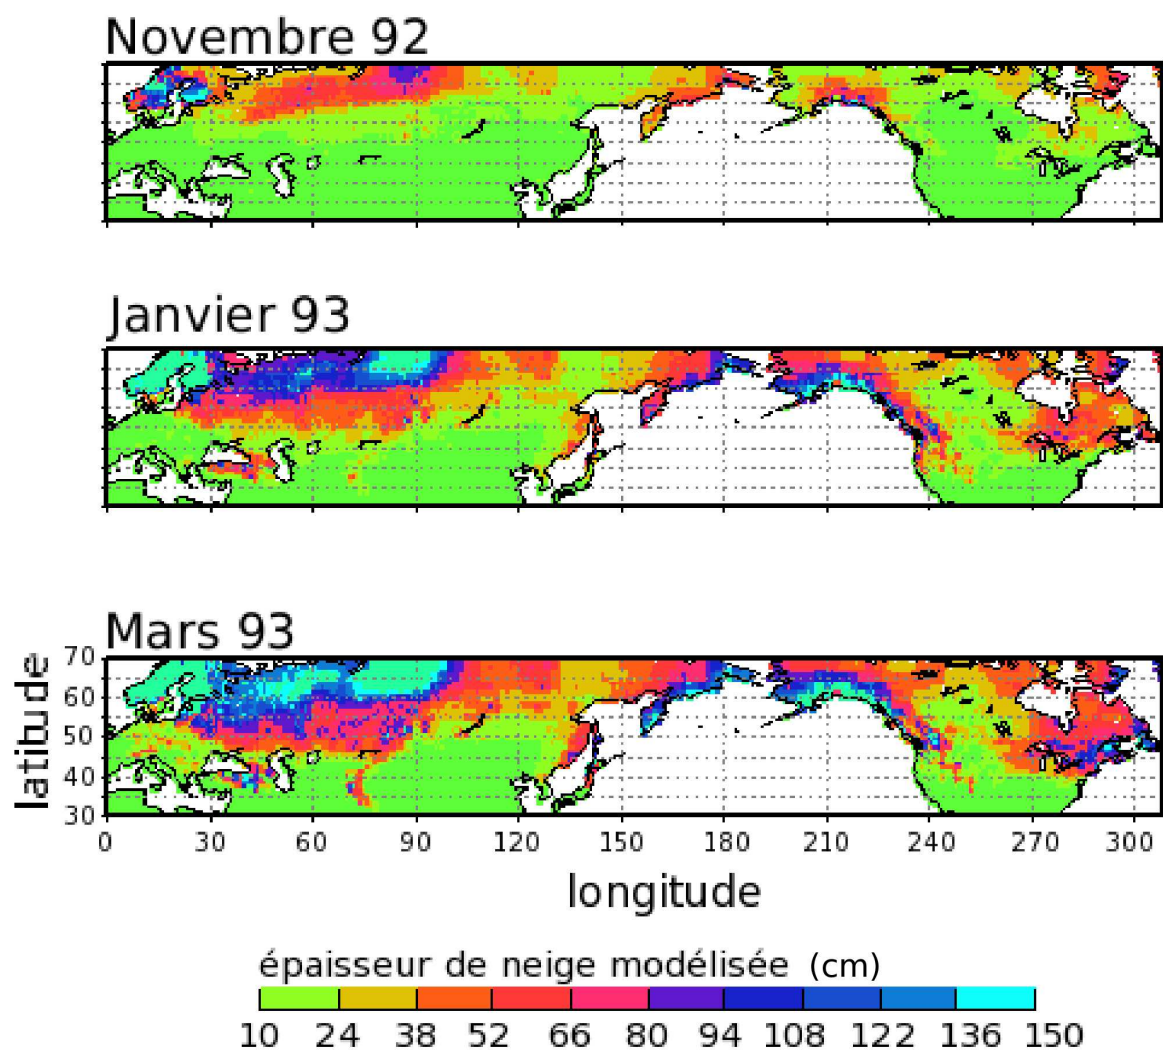 Novembre 92
Janvier 93
Mars 93
latitude
70
60
50
40
30
0 30 60 90 120 150 180 210 240 270 300
longitude
épaisseur de neige modélisée (cm)
10 24 38 52 66 80 94 108 122 136 150